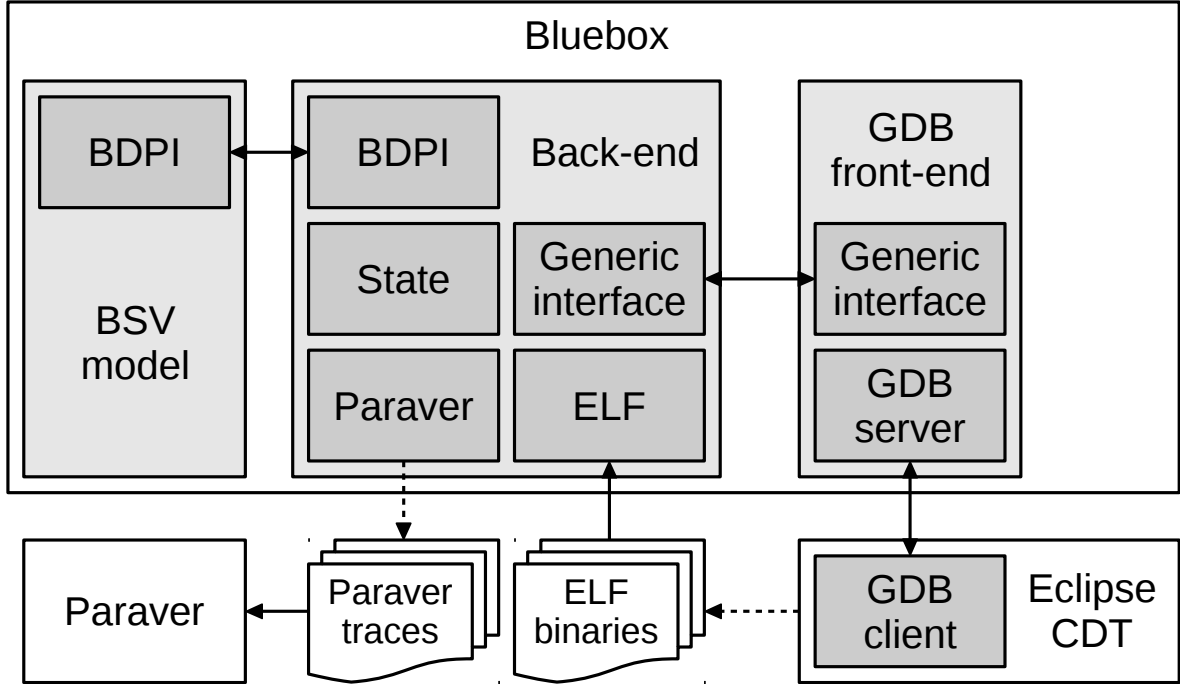 Bluebox
BDPI
BSV
model
BDPI
Back-end
State
Generic
interface
Paraver
ELF
GDB
front-end
Generic
interface
GDB
server
Paraver
Paraver
traces
ELF
binaries
GDB
client
Eclipse
CDT